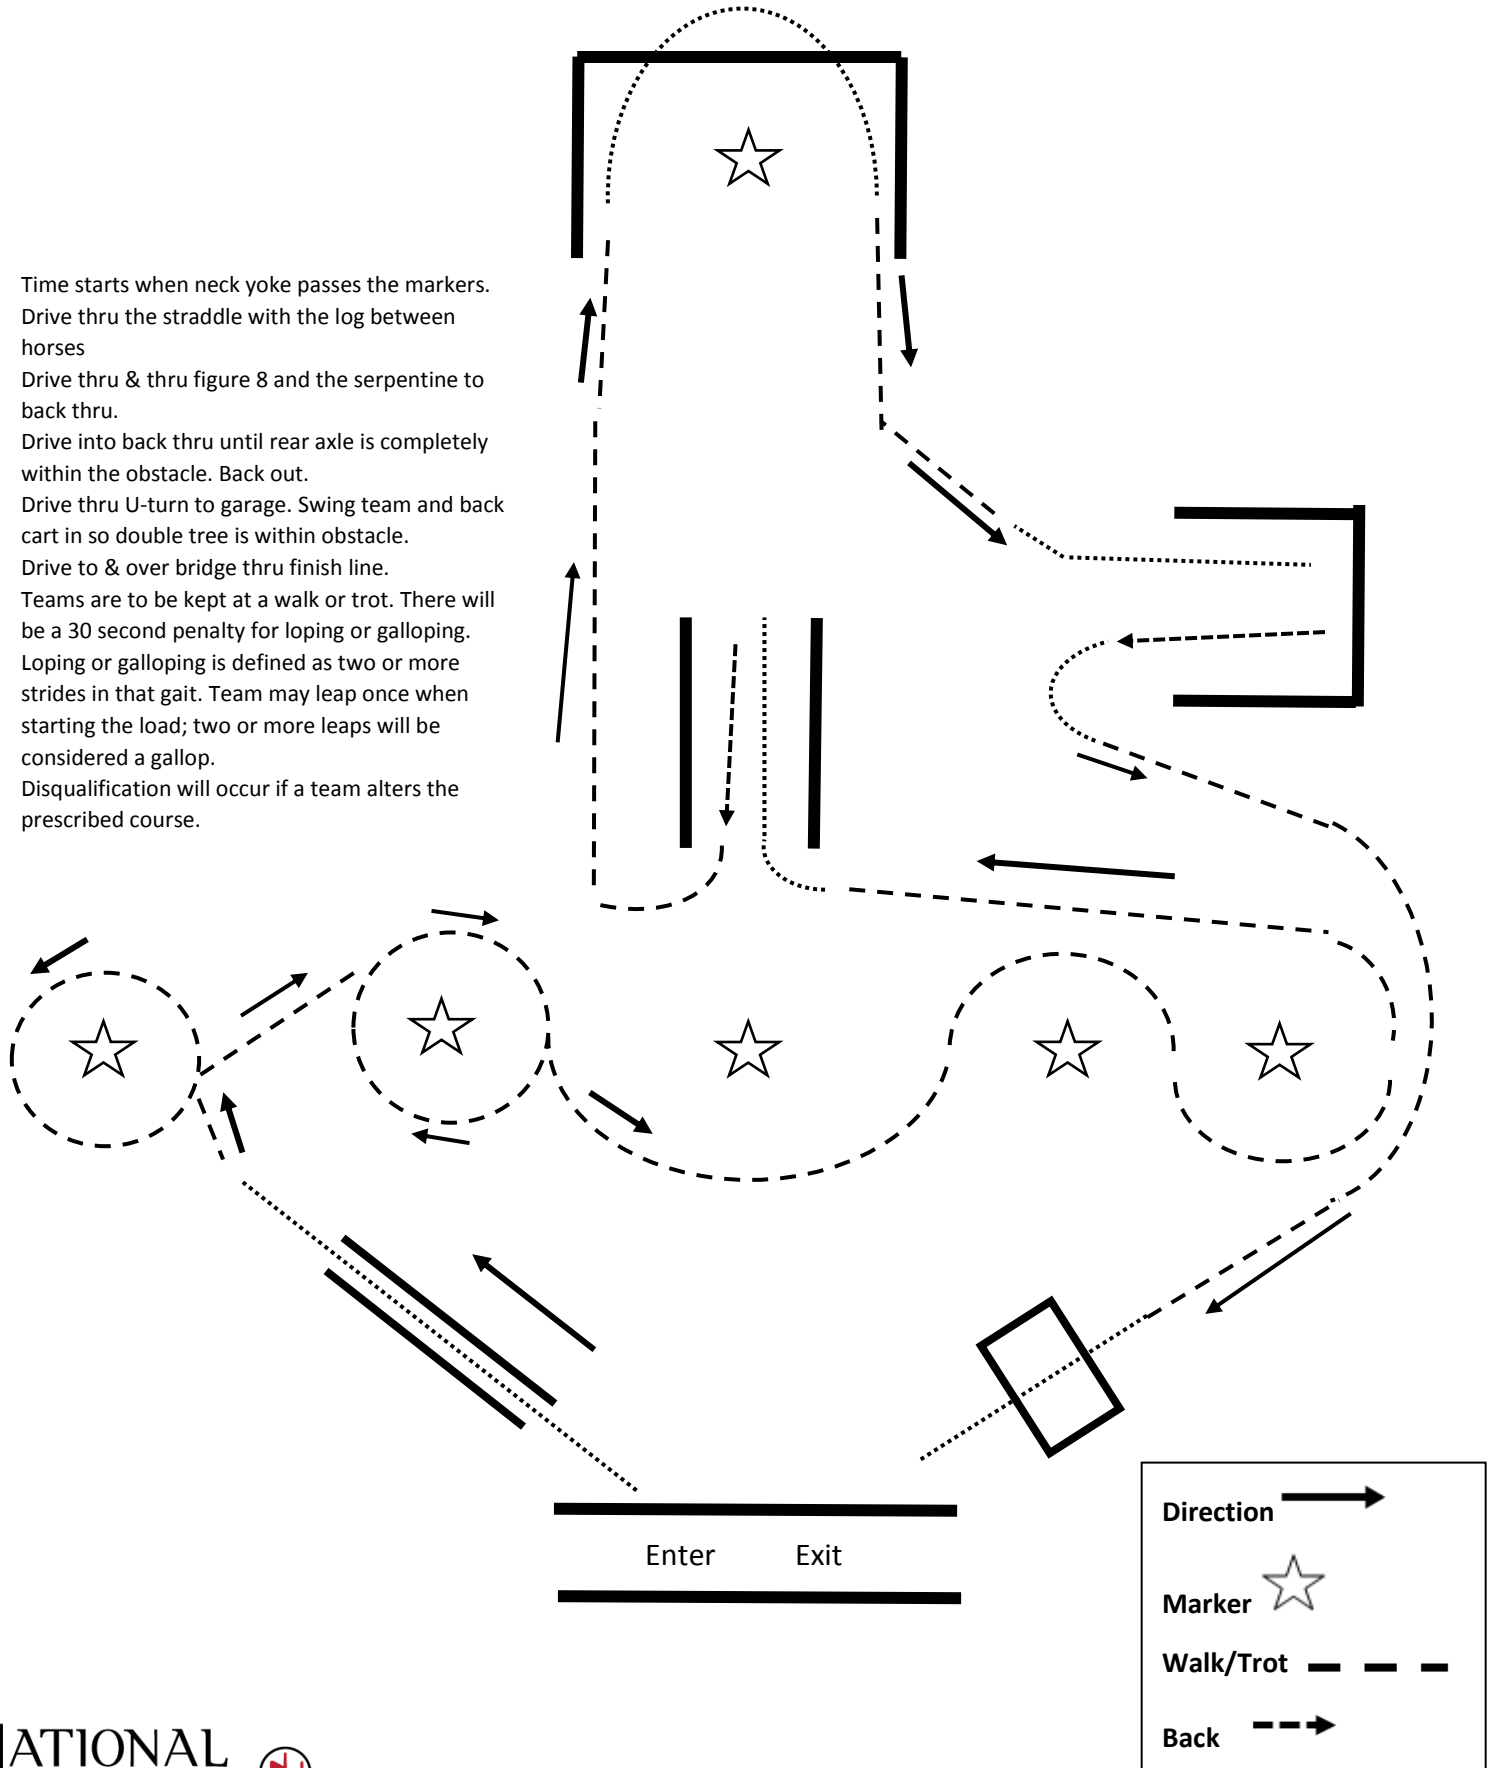 Time starts when neck yoke passes the markers.
Drive thru the straddle with the log between
horses
Drive thru & thru figure 8 and the serpentine to
back thru.
Drive into back thru until rear axle is completely
within the obstacle. Back out.
Drive thru U-turn to garage. Swing team and back
cart in so double tree is within obstacle.
Drive to & over bridge thru finish line.
Teams are to be kept at a walk or trot. There will
be a 30 second penalty for loping or galloping.
Loping or galloping is defined as two or more
strides in that gait. Team may leap once when
starting the load; two or more leaps will be
considered a gallop.
Disqualification will occur if a team alters the
prescribed course.
Enter Exit
Direction
Marker
Walk/Trot
Back
ATIONAL